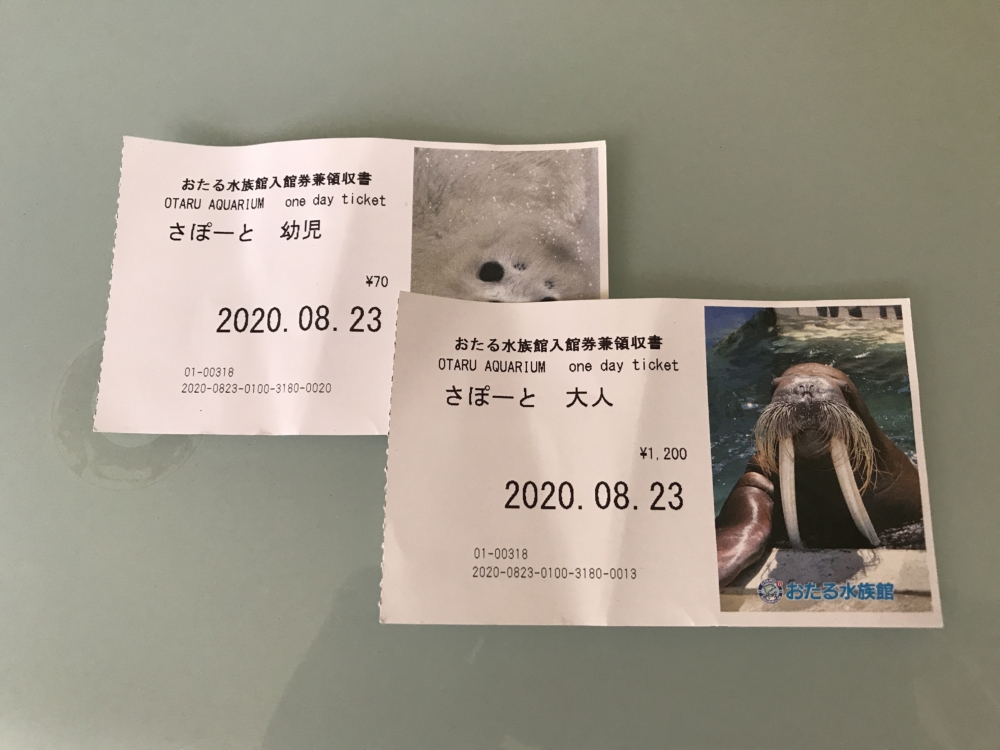 おたる水族館入館券兼領収書
OTARU AQUARIUM one day ticket
さぽーと 幼児
¥70
2020.08.23
01-00318
2020-0823-0100-3180-0020
おたる水族館入館券兼領収書
OTARU AQUARIUM one day ticket
さぽーと 大人
¥1,200
2020.08.23
01-00318
2020-0823-0100-3180-0013
おたる水族館